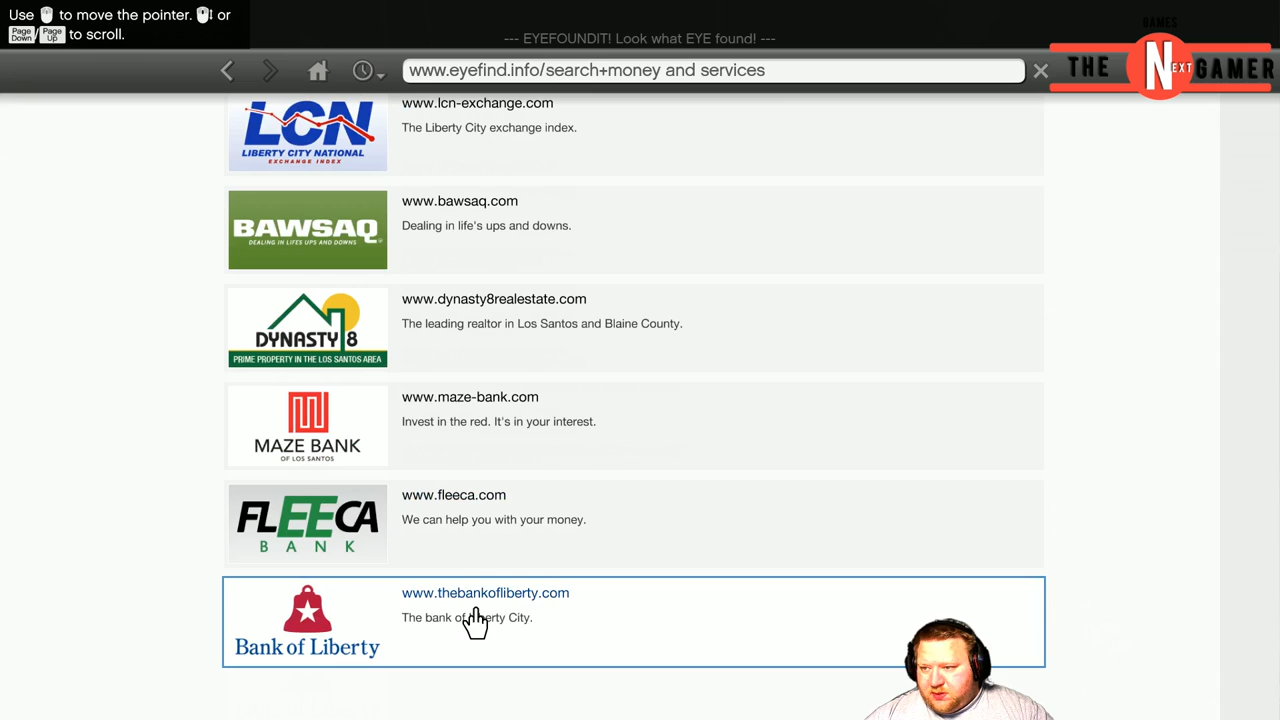 Use to move the pointer. or
Page Down / Page Up to scroll.
--- EYEFOUNDIT! Look what EYE found! ---
www.eyefind.info/search+money and services
GAMES
THE NEXT GAMER
LCN
LIBERTY CITY NATIONAL
EXCHANGE INDEX
www.lcn-exchange.com
The Liberty City exchange index.
BAWSAQ
DEALING IN LIFE'S UPS AND DOWNS
www.bawsaq.com
Dealing in life's ups and downs.
DYNASTY 8
PRIME PROPERTY IN THE LOS SANTOS AREA
www.dynasty8realestate.com
The leading realtor in Los Santos and Blaine County.
MAZE BANK
OF LOS SANTOS
www.maze-bank.com
Invest in the red. It's in your interest.
FLEECA
BANK
www.fleeca.com
We can help you with your money.
Bank of Liberty
www.thebankofliberty.com
The bank of Liberty City.